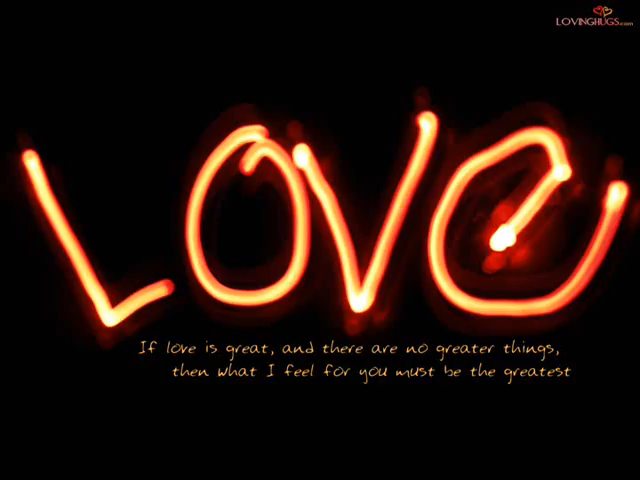 LOVINGHUGS.com
LOVe
If love is great, and there are no greater things,
then what I feel for you must be the greatest